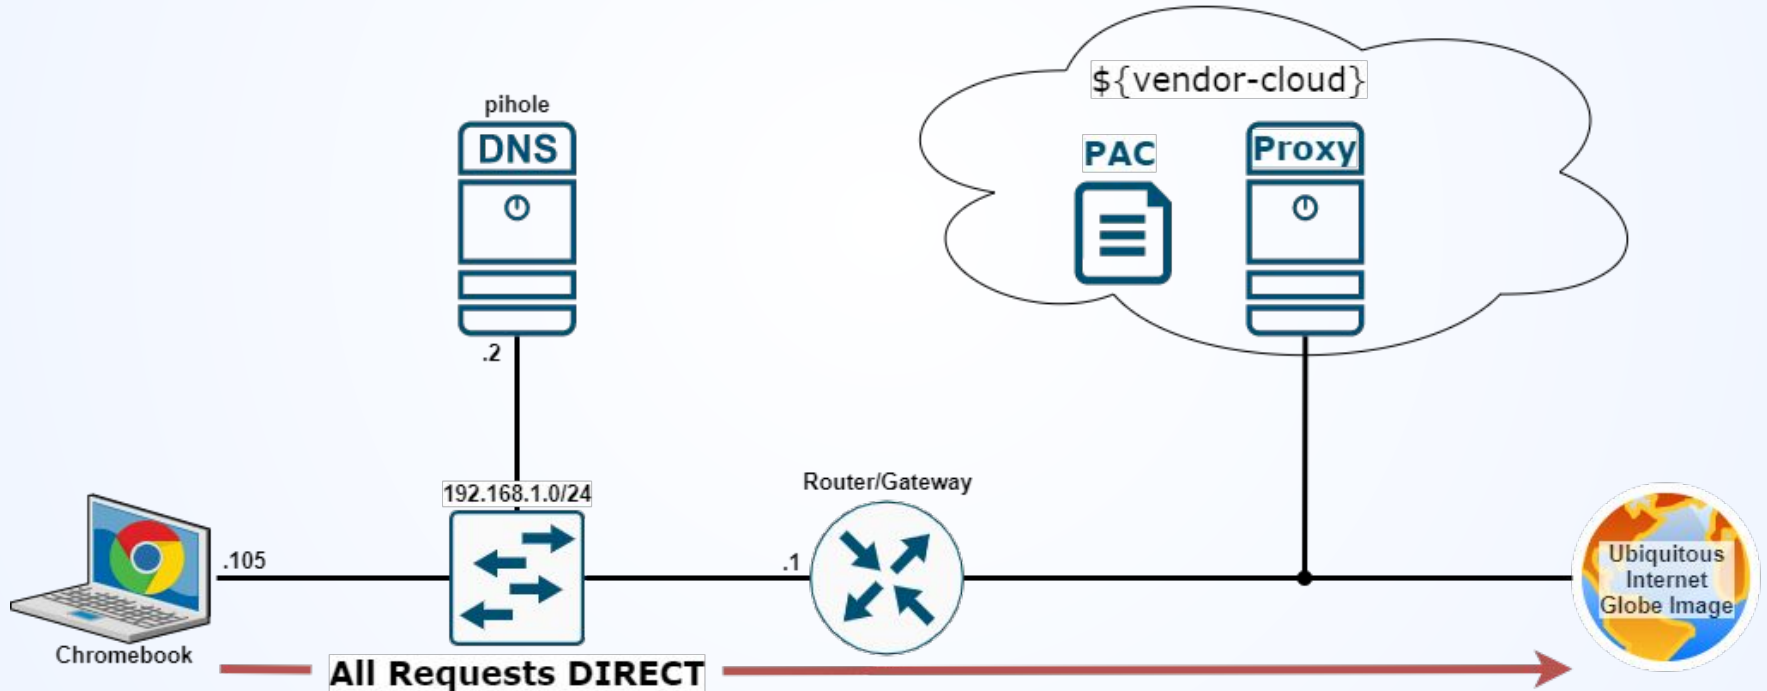 ${vendor-cloud}
pihole
DNS
PAC
Proxy
.2
192.168.1.0/24
Router/Gateway
.105
.1
Ubiquitous
Internet
Globe Image
Chromebook
All Requests DIRECT